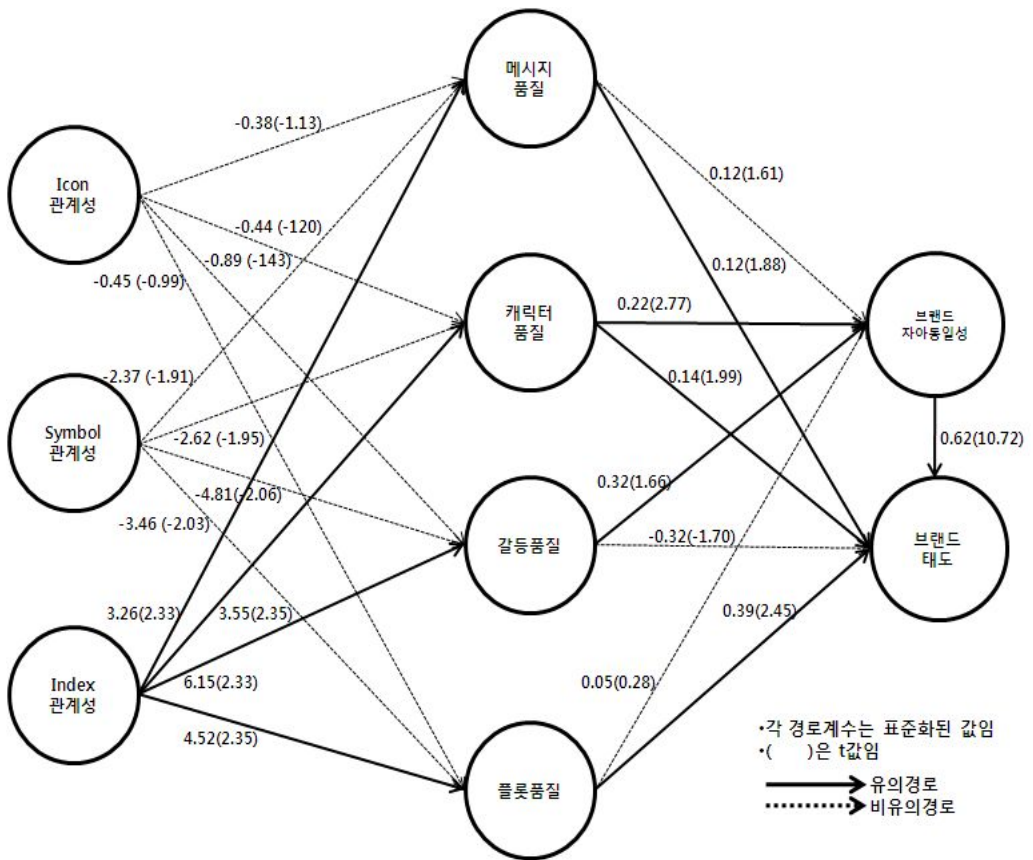 메시지
품질
-0.38(-1.13)
Icon
관계성
0.12(1.61)
-0.44 (-120)
-0.89 (-143)
-0.45 (-0.99)
0.12(1.88)
캐릭터
품질
0.22(2.77)
브랜드
자아동일성
-2.37 (-1.91)
0.14(1.99)
Symbol
관계성
-2.62 (-1.95)
0.62(10.72)
-4.81(-2.06)
0.32(1.66)
-3.46 (-2.03)
갈등품질
-0.32(-1.70)
브랜드
태도
3.26(2.33)
3.55(2.35)
0.39(2.45)
Index
관계성
6.15(2.33)
0.05(0.28)
4.52(2.35)
플롯품질
•각 경로계수는 표준화된 값임
•( )은 t값임
유의경로
비유의경로